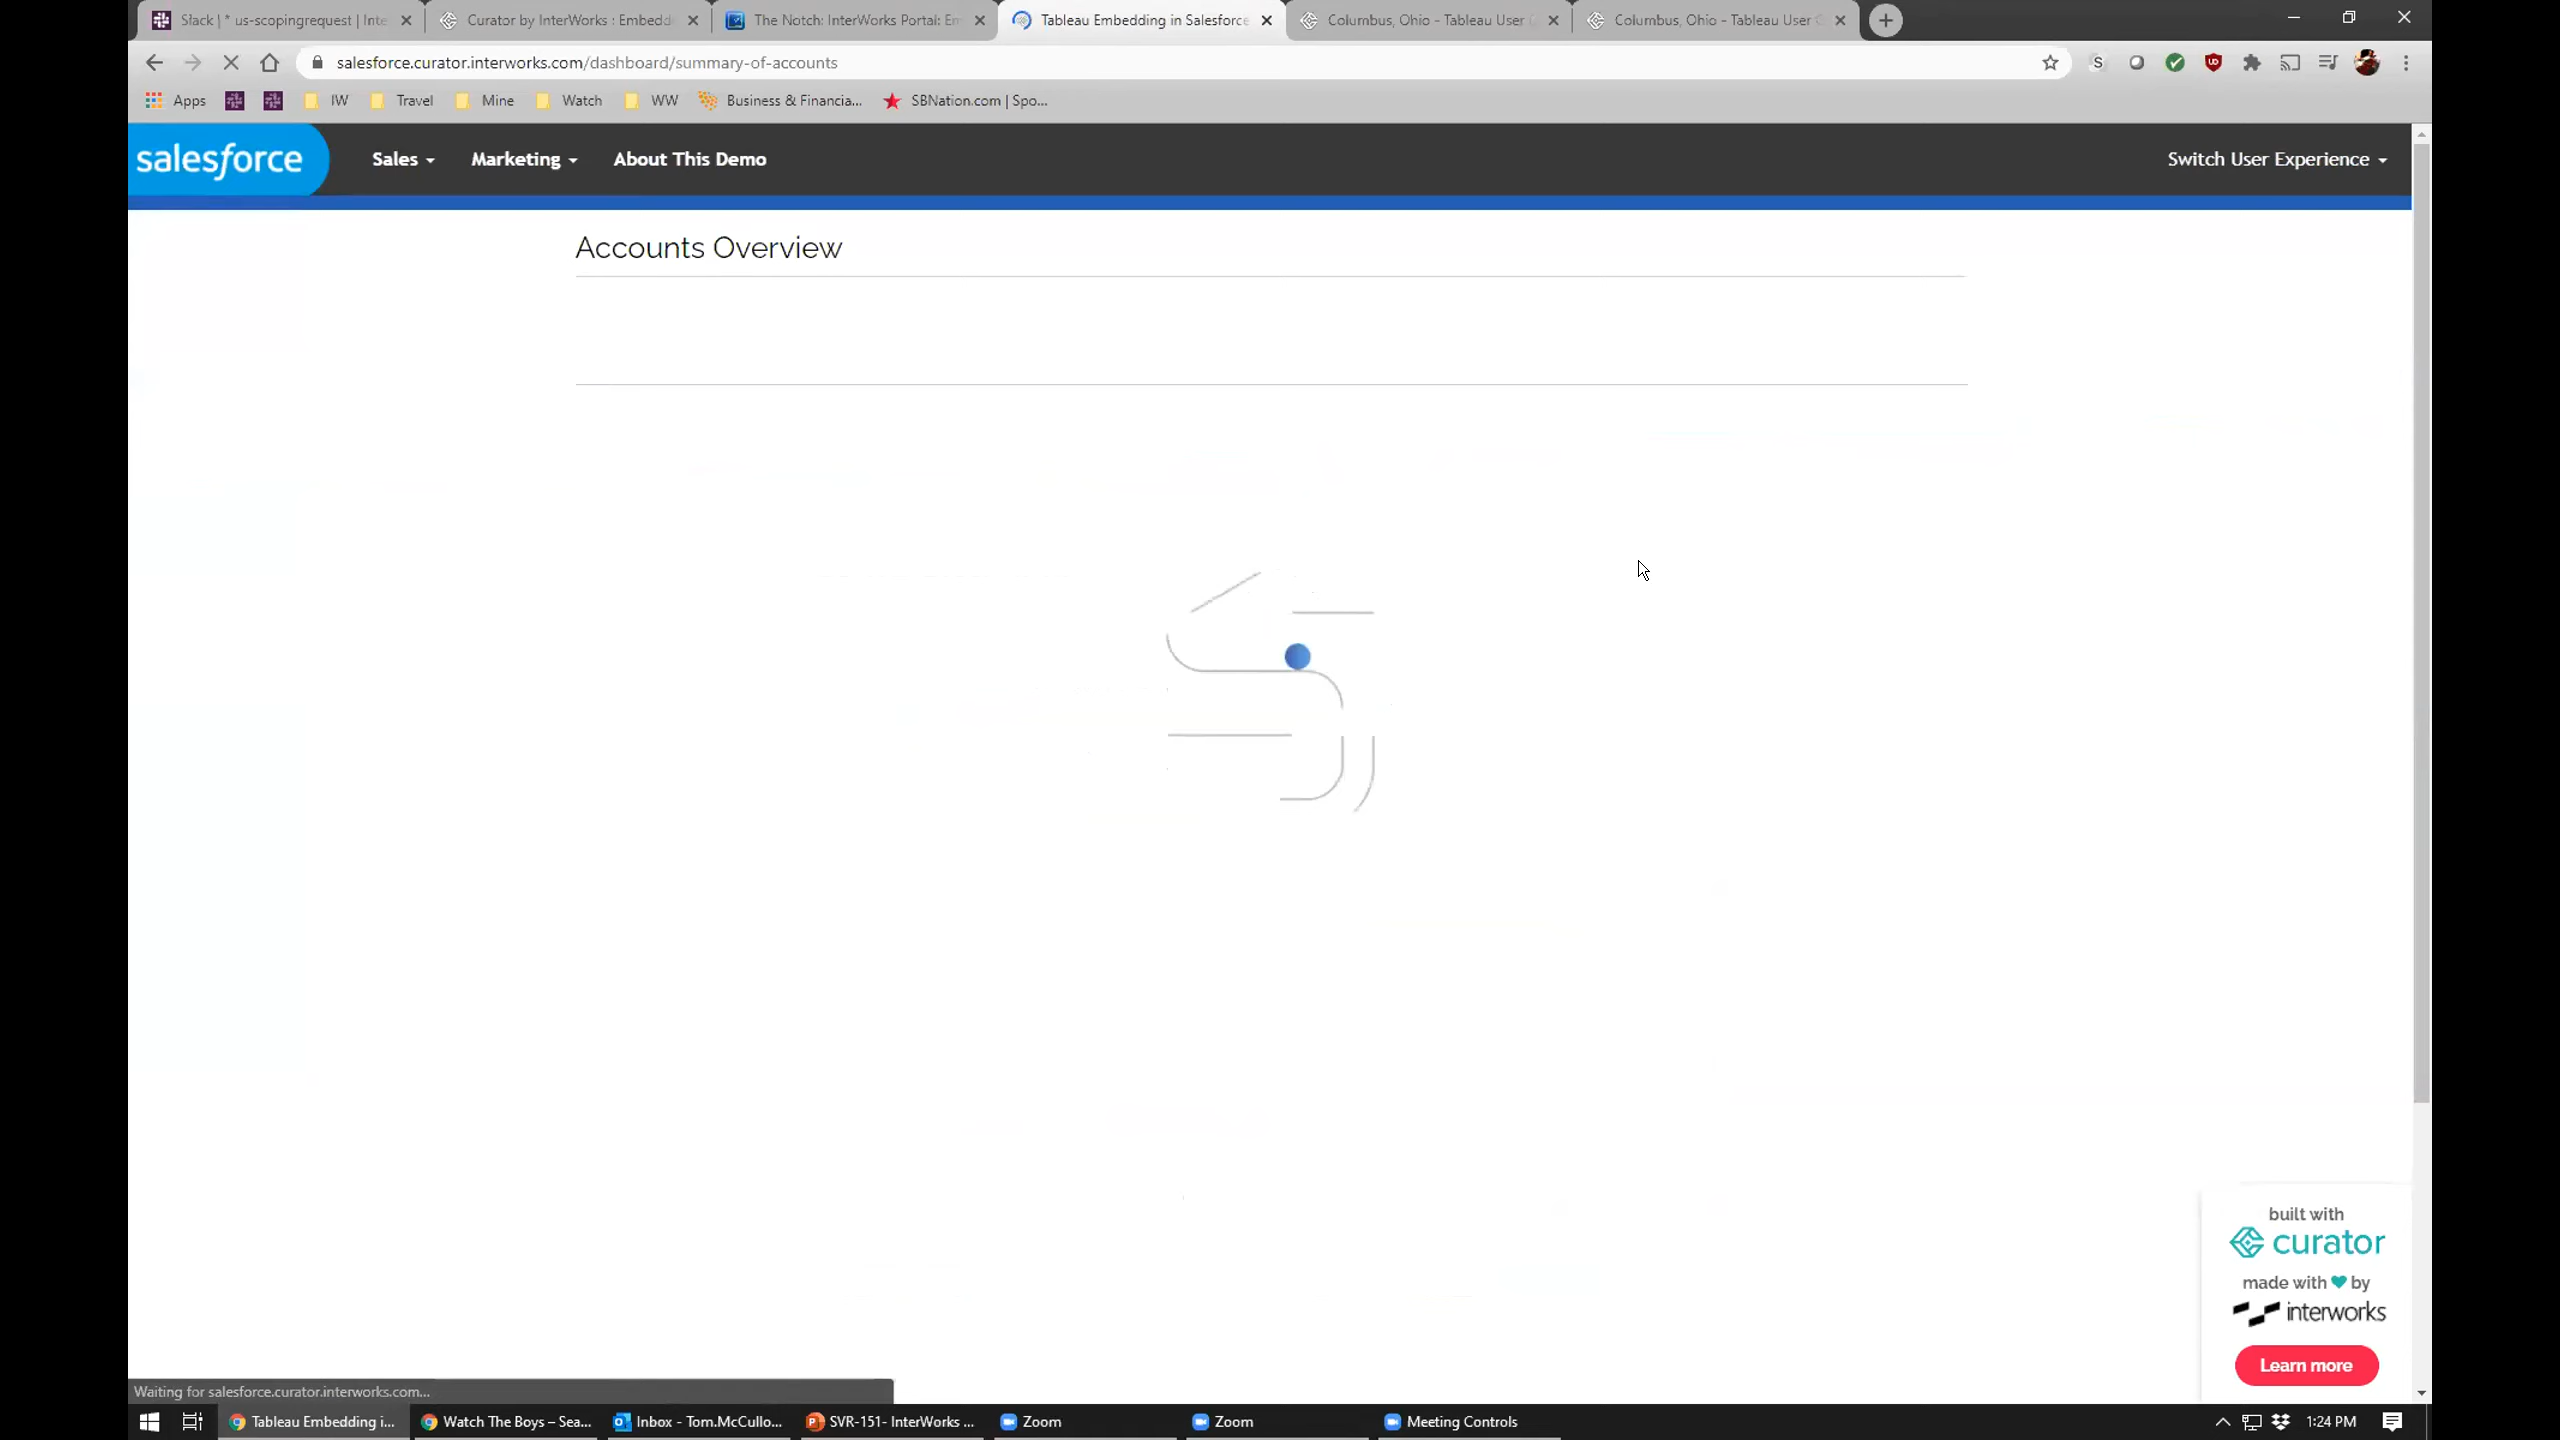 Slack | * us-scopingrequest | Inte
Curator by InterWorks : Embedd
The Notch: InterWorks Portal: Em
Tableau Embedding in Salesforce
Columbus, Ohio - Tableau User G
Columbus, Ohio - Tableau User G
salesforce.curator.interworks.com/dashboard/summary-of-accounts
S
UD
Apps
IW
Travel
Mine
Watch
WW
Business & Financia...
SBNation.com | Spo...
salesforce
Sales
Marketing
About This Demo
Switch User Experience
Accounts Overview
built with
curator
made with by
interworks
Learn more
Waiting for salesforce.curator.interworks.com...
Tableau Embedding i...
Watch The Boys – Sea...
Inbox - Tom.McCullo...
SVR-151- InterWorks ...
Zoom
Zoom
Meeting Controls
1:24 PM